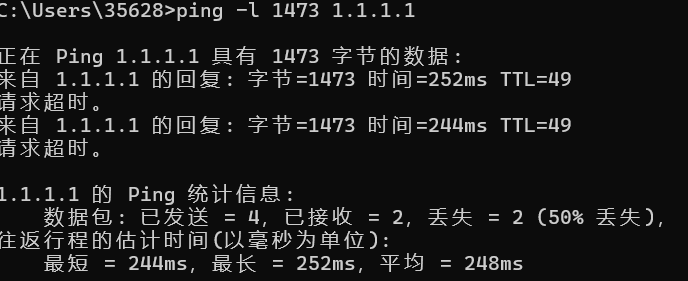 C:\Users\35628>ping -l 1473 1.1.1.1
正在 Ping 1.1.1.1 具有 1473 字节的数据:
来自 1.1.1.1 的回复: 字节=1473 时间=252ms TTL=49
请求超时。
来自 1.1.1.1 的回复: 字节=1473 时间=244ms TTL=49
请求超时。
1.1.1.1 的 Ping 统计信息:
数据包: 已发送 = 4, 已接收 = 2, 丢失 = 2 (50% 丢失),
往返行程的估计时间(以毫秒为单位):
最短 = 244ms, 最长 = 252ms, 平均 = 248ms